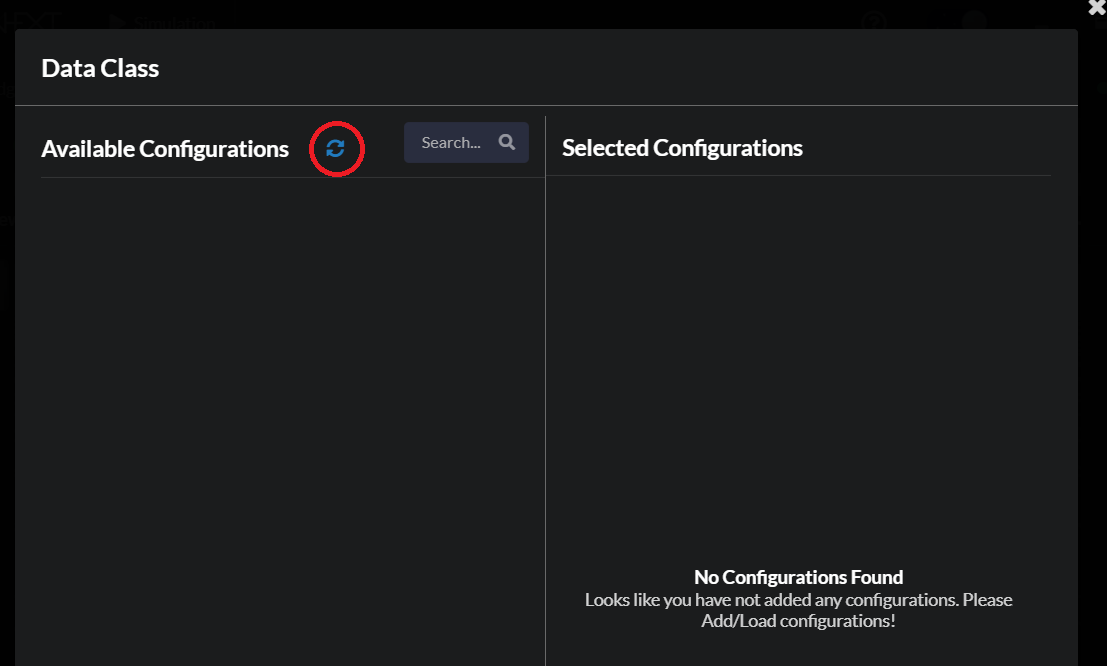 Simulation
Data Class
Available Configurations
Search...
Selected Configurations
No Configurations Found
Looks like you have not added any configurations. Please
Add/Load configurations!